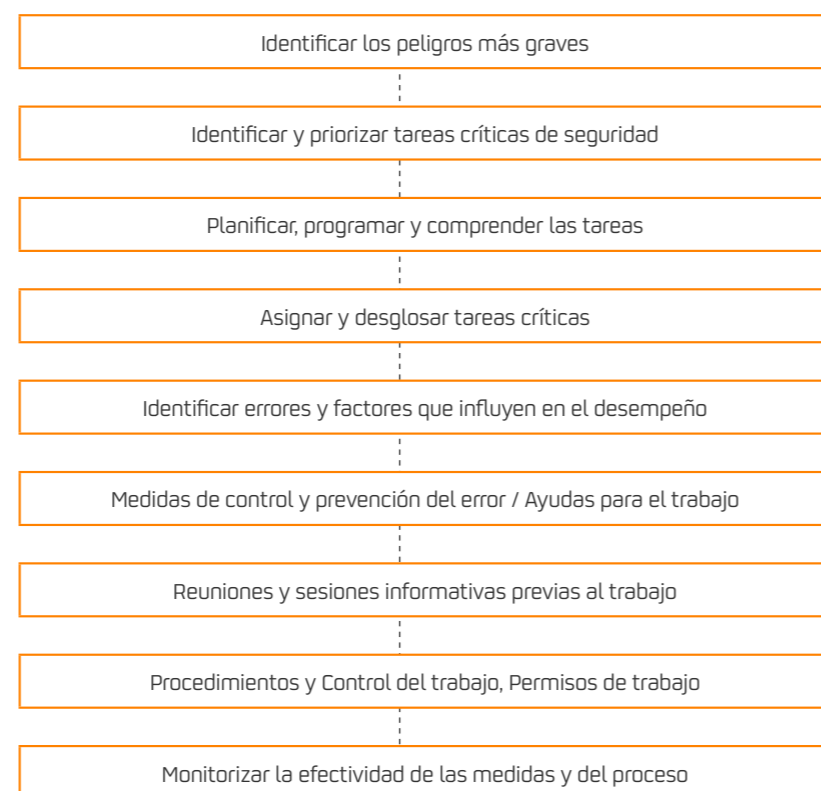 Identificar los peligros más graves
Identificar y priorizar tareas críticas de seguridad
Planificar, programar y comprender las tareas
Asignar y desglosar tareas críticas
Identificar errores y factores que influyen en el desempeño
Medidas de control y prevención del error / Ayudas para el trabajo
Reuniones y sesiones informativas previas al trabajo
Procedimientos y Control del trabajo, Permisos de trabajo
Monitorizar la efectividad de las medidas y del proceso